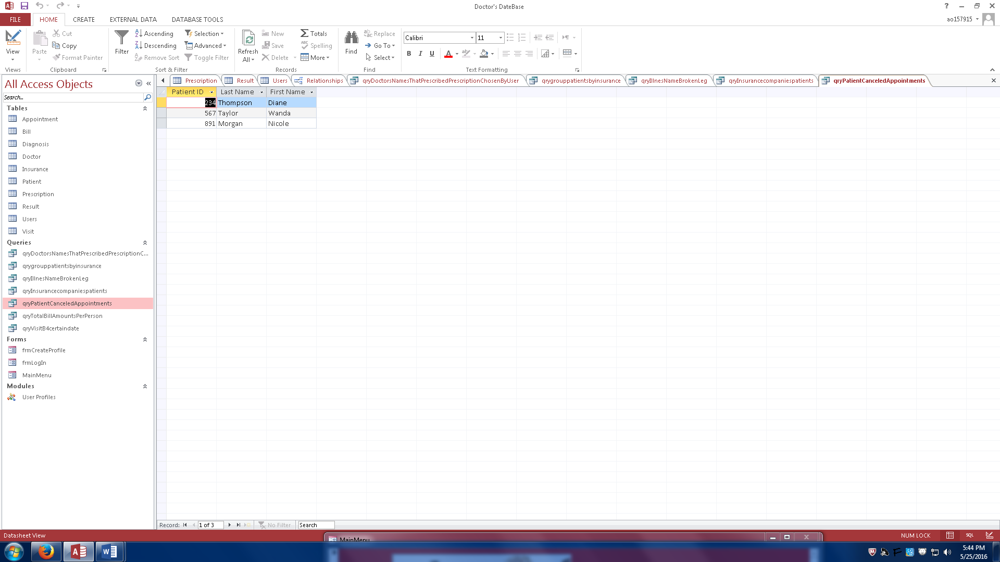 Doctor's DateBase
?
FILE HOME CREATE EXTERNAL DATA DATABASE TOOLS
ao157915
View
Views
Paste
Cut
Copy
Format Painter
Clipboard
Filter
Ascending
Descending
Remove Sort
Selection
Advanced
Toggle Filter
Sort & Filter
Refresh
All
New
Save
Delete
Totals
Spelling
More
Records
Find
Replace
Go To
Select
Find
Calibri 11
B I U A
Text Formatting
All Access Objects
Search...
Tables
Appointment
Bill
Diagnosis
Doctor
Insurance
Patient
Prescription
Result
Users
Visit
Queries
qryDoctorsNamesThatPrescribedPrescriptionC...
qrygrouppatientsbyinsurance
qryIllnesNameBrokenLeg
qryInsurancecompaniespatients
qryPatientCanceledAppointments
qryTotalBillAmountsPerPerson
qryVisitB4certaindate
Forms
frmCreateProfile
frmLogIn
MainMenu
Modules
User Profiles
Prescription Result Users Relationships qryDoctorsNamesThatPrescribedPrescriptionChosenByUser qrygrouppatientsbyinsurance qryIllnesNameBrokenLeg qryInsurancecompaniespatients qryPatientCanceledAppointments
Patient ID Last Name First Name
234 Thompson Diane
567 Taylor Wanda
891 Morgan Nicole
Record: 1 of 3 No Filter Search
Datasheet View
NUM LOCK SQL
MainMenu
5:44 PM
5/25/2016